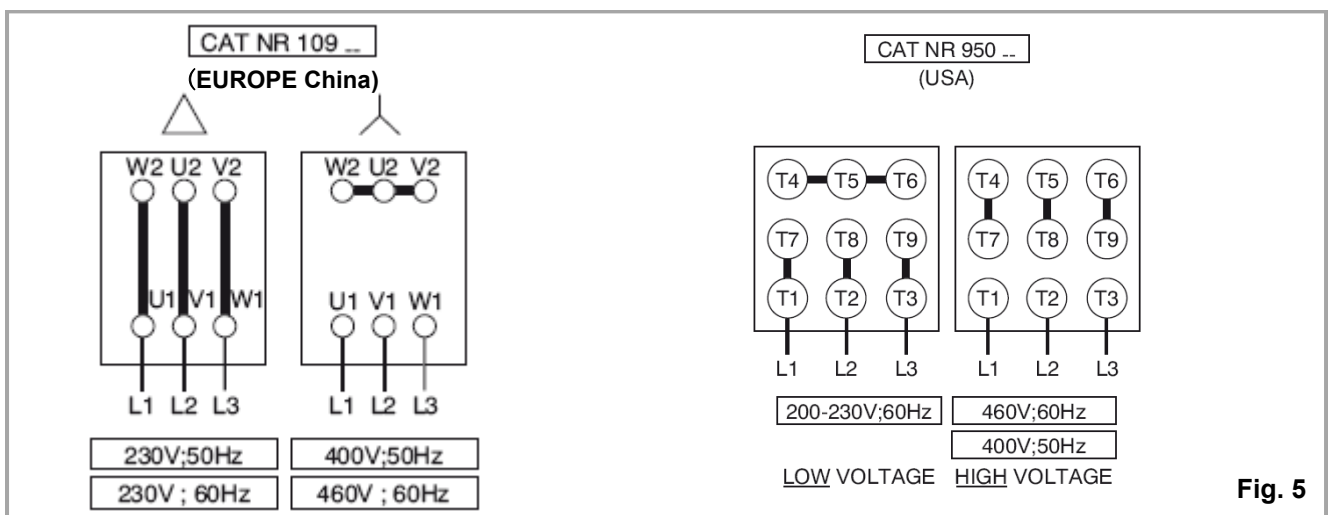 CAT NR 109 --
(EUROPE China)
W2 U2 V2
U1 V1 W1
L1 L2 L3
230V;50Hz
230V ; 60Hz
W2 U2 V2
U1 V1 W1
L1 L2 L3
400V;50Hz
460V ; 60Hz
CAT NR 950 --
(USA)
T4 T5 T6
T7 T8 T9
T1 T2 T3
L1 L2 L3
200-230V;60Hz
LOW VOLTAGE
T4 T5 T6
T7 T8 T9
T1 T2 T3
L1 L2 L3
460V;60Hz
400V;50Hz
HIGH VOLTAGE
Fig. 5